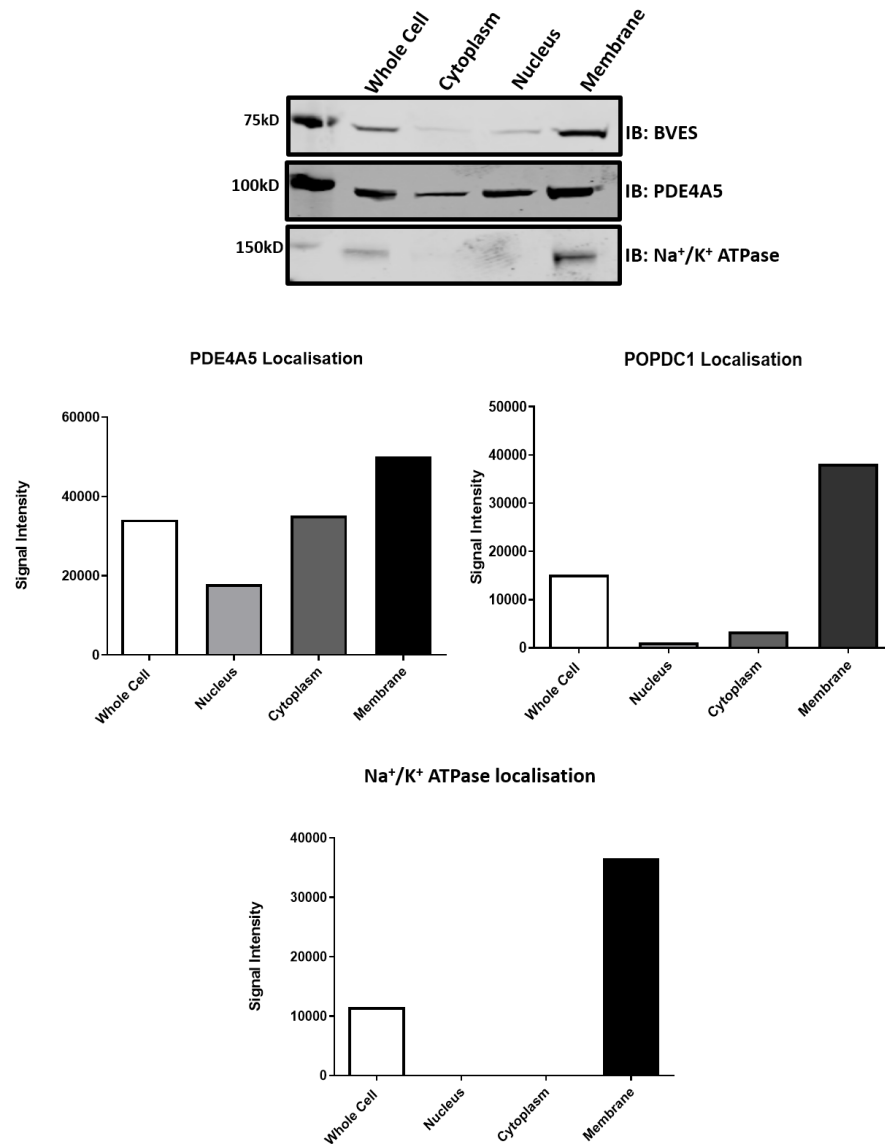 Whole Cell
Cytoplasm
Nucleus
Membrane
75kD
IB: BVES
100kD
IB: PDE4A5
150kD
IB: Na⁺/K⁺ ATPase
PDE4A5 Localisation
Signal Intensity
60000
40000
20000
0
Whole Cell
Nucleus
Cytoplasm
Membrane
POPDC1 Localisation
Signal Intensity
50000
40000
30000
20000
10000
0
Whole Cell
Nucleus
Cytoplasm
Membrane
Na⁺/K⁺ ATPase localisation
Signal Intensity
40000
30000
20000
10000
0
Whole Cell
Nucleus
Cytoplasm
Membrane